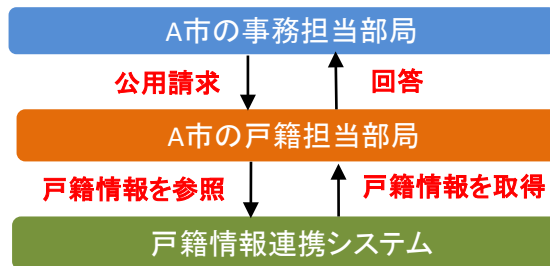 A市の事務担当部局
公用請求
回答
A市の戸籍担当部局
戸籍情報を参照
戸籍情報を取得
戸籍情報連携システム